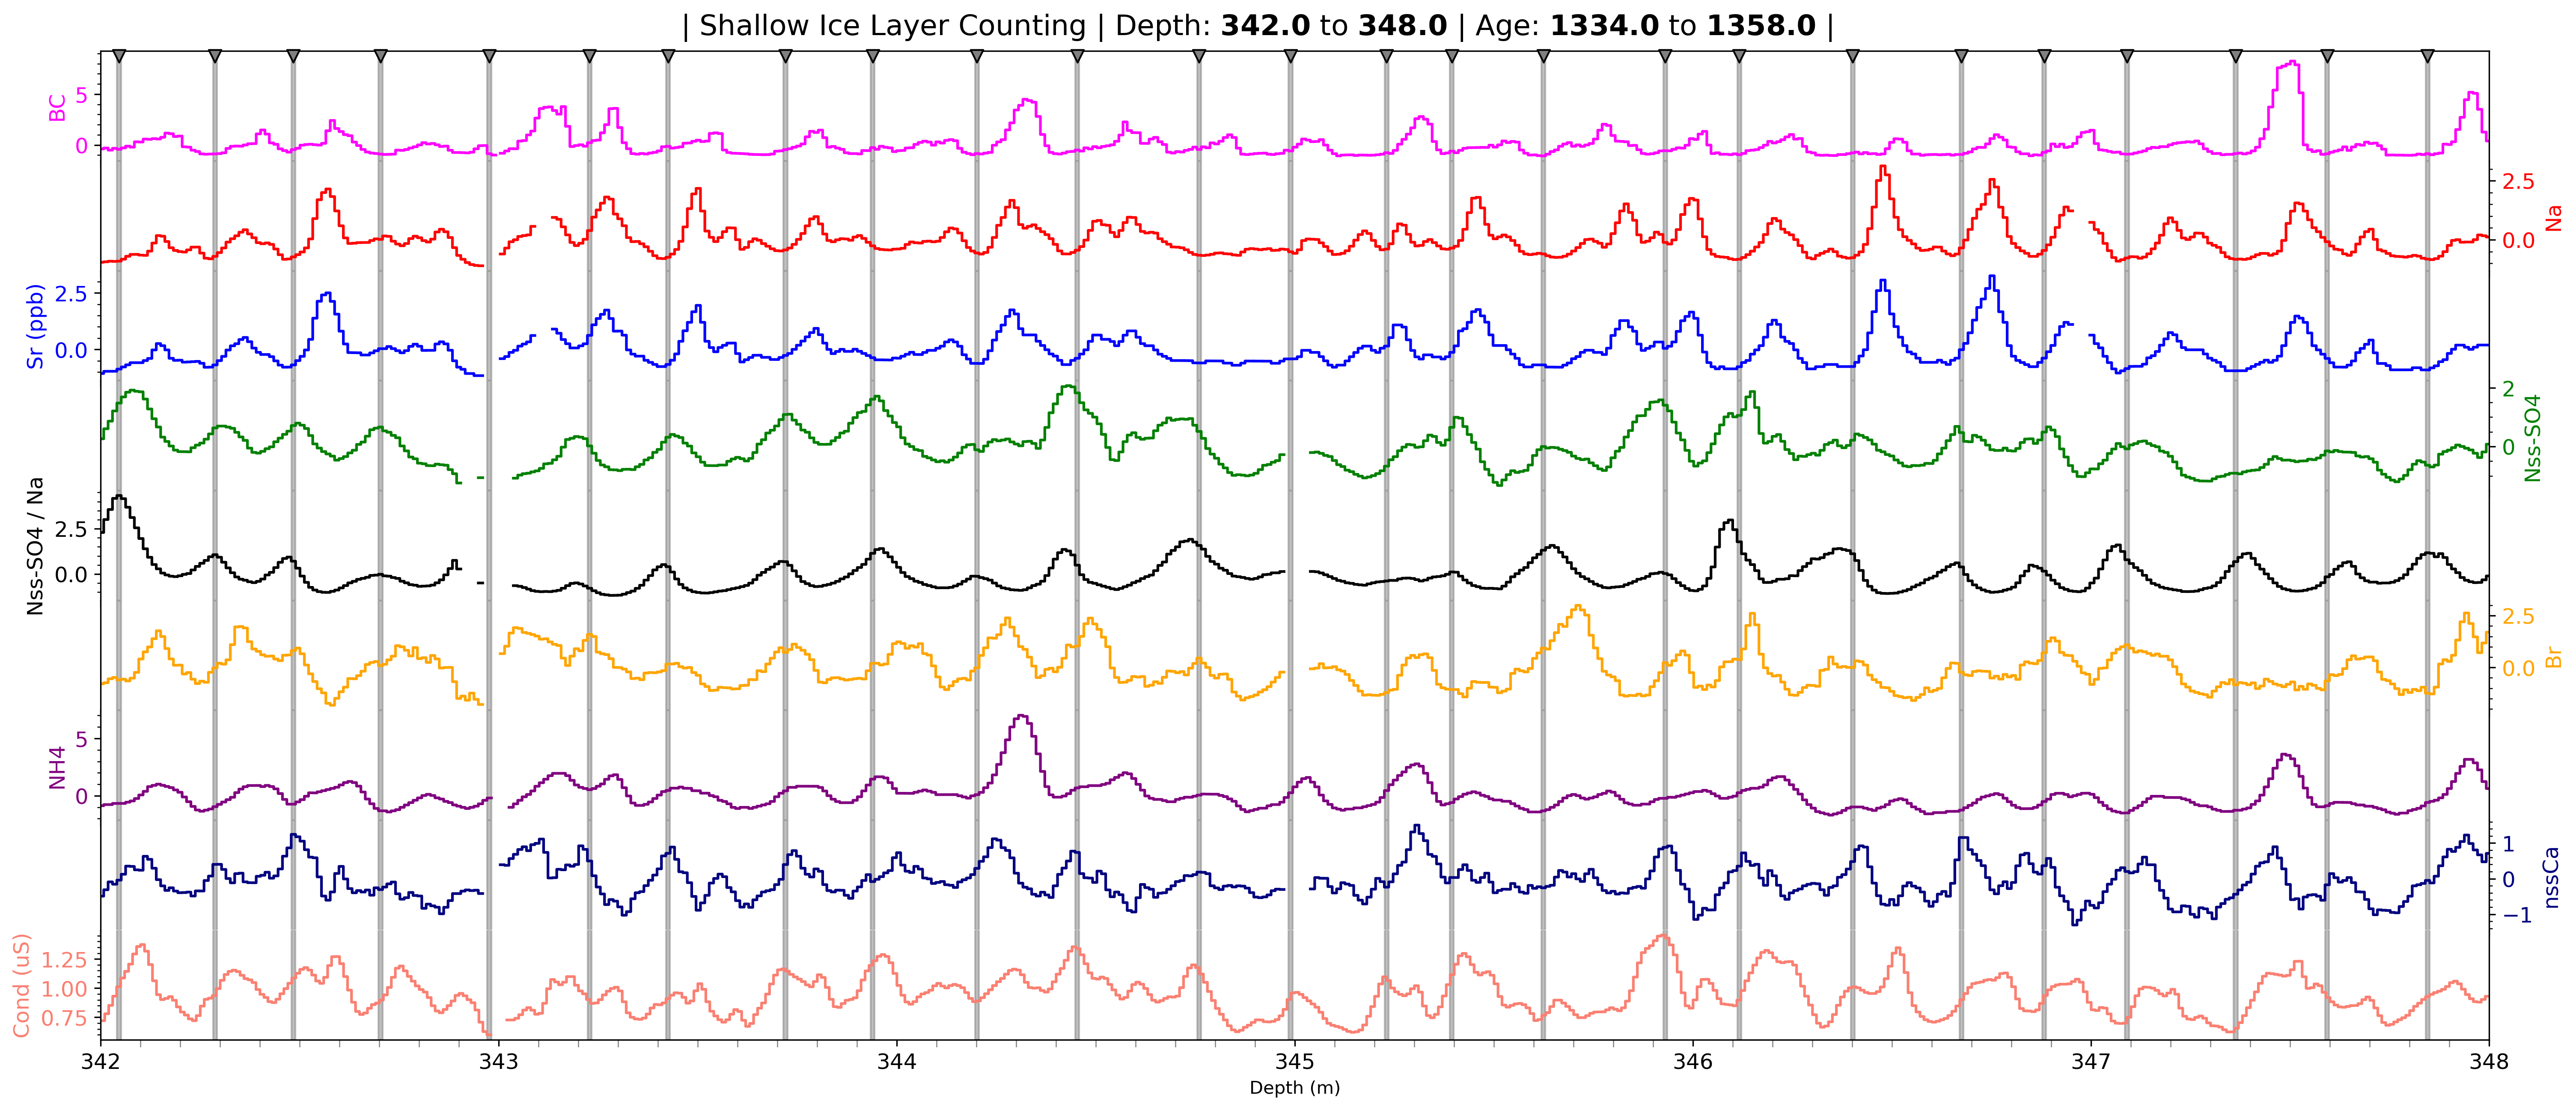 | Shallow Ice Layer Counting | Depth: 342.0 to 348.0 | Age: 1334.0 to 1358.0 |
BC
5
0
2.5
0.0
Na
Sr (ppb)
2.5
0.0
2
0
Nss-SO4
Nss-SO4 / Na
2.5
0.0
2.5
0.0
Br
NH4
5
0
1
0
−1
nssCa
Cond (uS)
1.25
1.00
0.75
342 343 344 345 346 347 348
Depth (m)